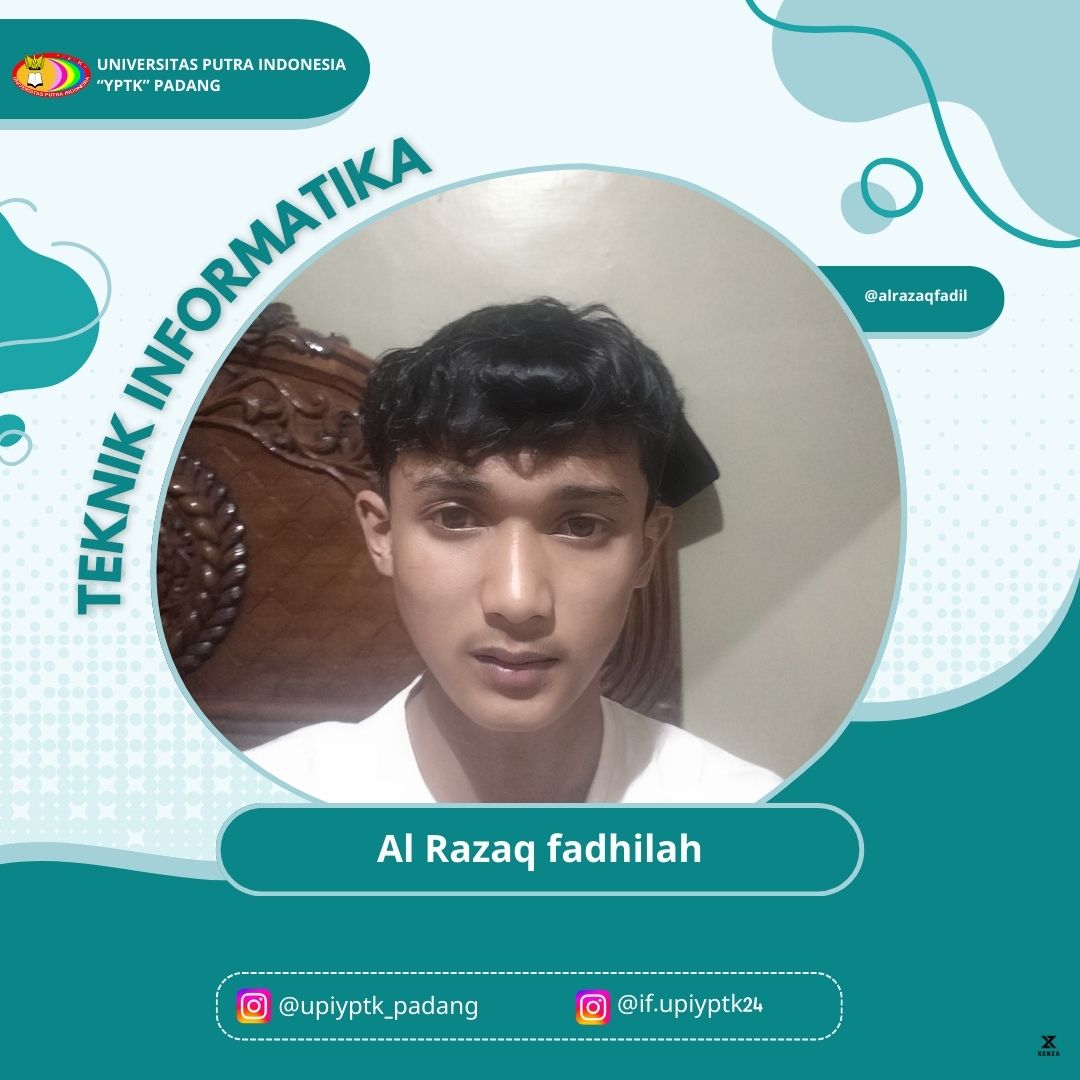 UNIVERSITAS PUTRA INDONESIA
“YPTK” PADANG
TEKNIK INFORMATIKA
@alrazaqfadil
Al Razaq fadhilah
@upiyptk_padang
@if.upiyptk24
XENZA